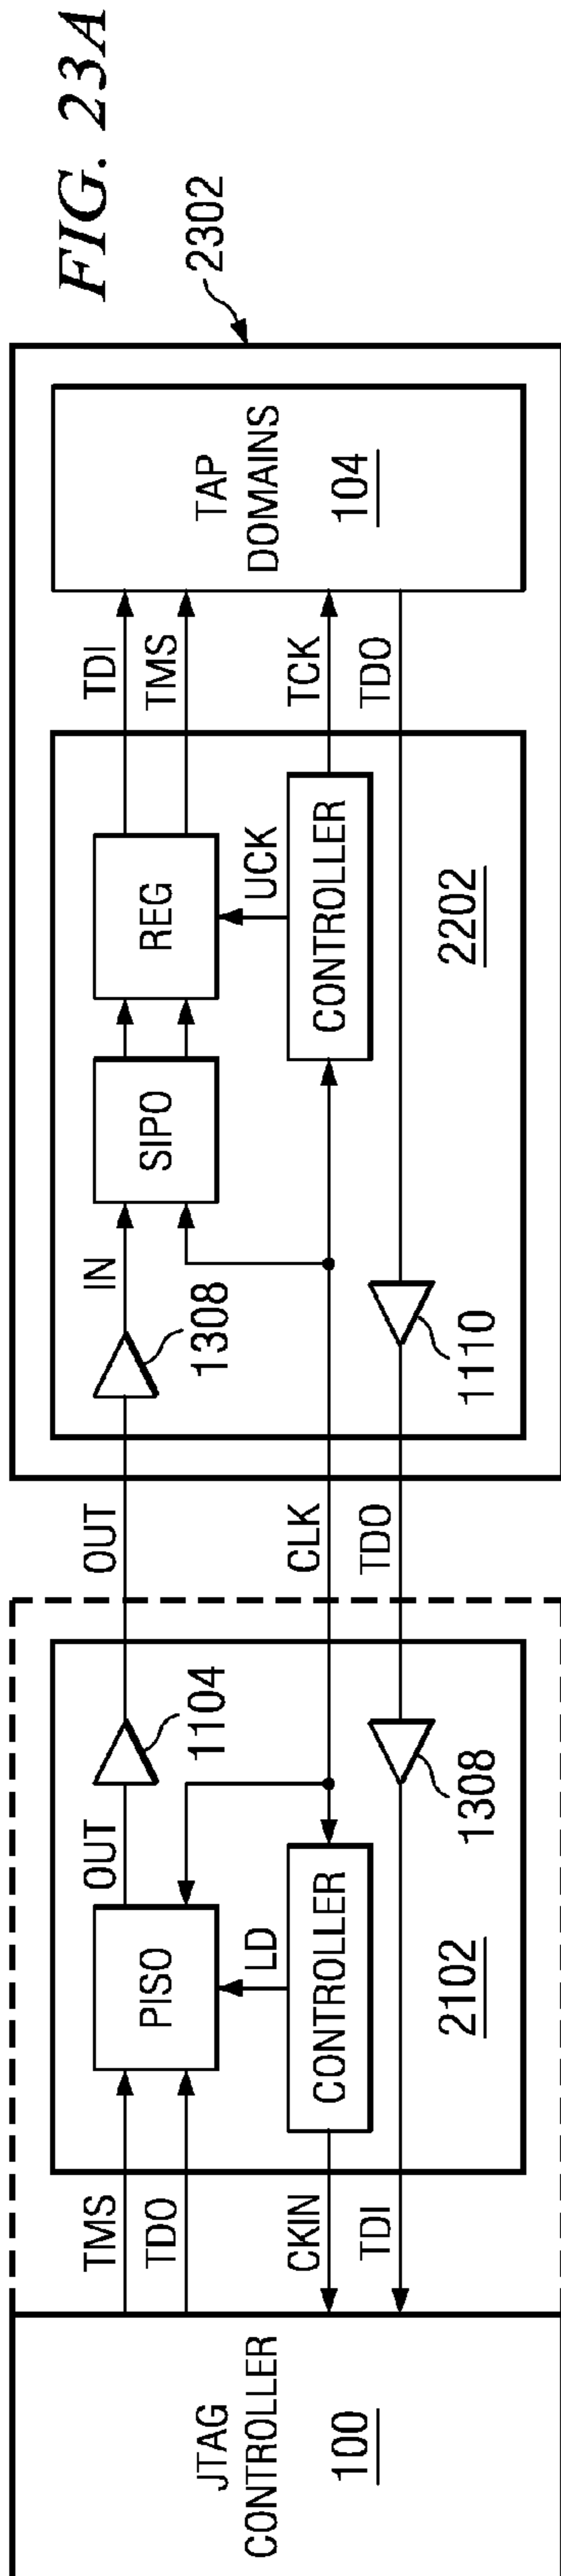 FIG. 23A
2302
JTAG
CONTROLLER
100
TMS
TDO
CKIN
TDI
PISO
LD
CONTROLLER
2102
OUT
1104
1308
OUT
CLK
TDO
IN
1308
SIPO
REG
UCK
CONTROLLER
1110
2202
TDI
TMS
TCK
TDO
TAP
DOMAINS
104